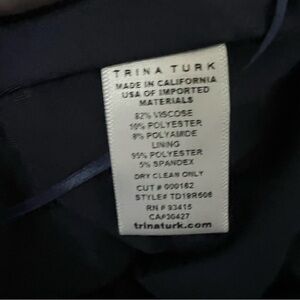 TRINA TURK
MADE IN CALIFORNIA
USA OF IMPORTED
MATERIALS
82% VISCOSE
10% POLYESTER
8% POLYAMIDE
LINING
95% POLYESTER
5% SPANDEX
DRY CLEAN ONLY
CUT # 000162
STYLE# TD19R506
RN # 93415
CA#30427
trinaturk.com